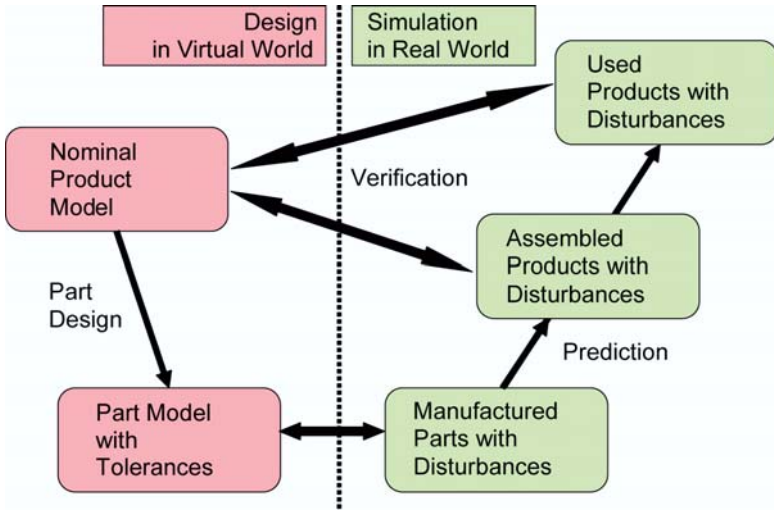 Design
in Virtual World
Simulation
in Real World
Used
Products with
Disturbances
Nominal
Product
Model
Verification
Assembled
Products with
Disturbances
Part
Design
Prediction
Part Model
with
Tolerances
Manufactured
Parts with
Disturbances